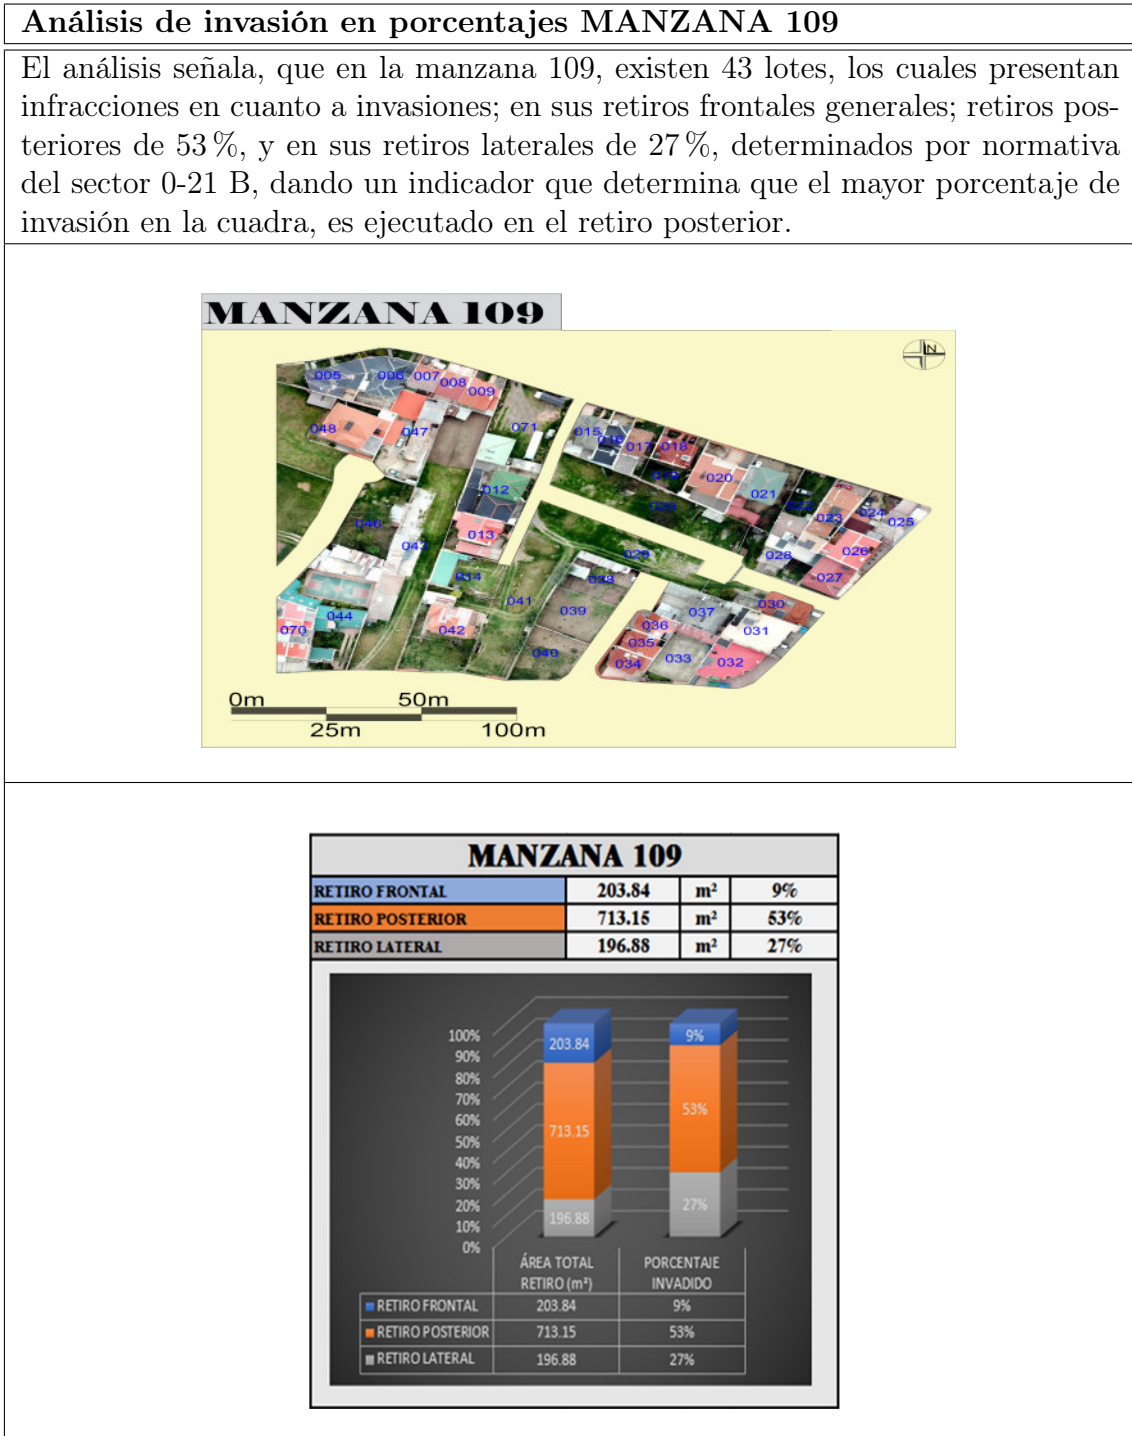 Análisis de invasión en porcentajes MANZANA 109
El análisis señala, que en la manzana 109, existen 43 lotes, los cuales presentan
infracciones en cuanto a invasiones; en sus retiros frontales generales; retiros pos-
teriores de 53 %, y en sus retiros laterales de 27 %, determinados por normativa
del sector 0-21 B, dando un indicador que determina que el mayor porcentaje de
invasión en la cuadra, es ejecutado en el retiro posterior.
MANZANA 109
N
005 006 007 008 009
048 047 071 015 016 017 018
019 020 021
012 022 023 024 025
046 013 043 029 028 026
014 038 027
041 039 037 030
044 036 031
070 042 035
040 034 033 032
0m 50m
25m 100m
MANZANA 109
RETIRO FRONTAL 203.84 m² 9%
RETIRO POSTERIOR 713.15 m² 53%
RETIRO LATERAL 196.88 m² 27%
100%
90%
80%
70%
60%
50%
40%
30%
20%
10%
0%
203.84 9%
713.15 53%
196.88 27%
ÁREA TOTAL RETIRO (m²) PORCENTAJE INVADIDO
RETIRO FRONTAL 203.84 9%
RETIRO POSTERIOR 713.15 53%
RETIRO LATERAL 196.88 27%